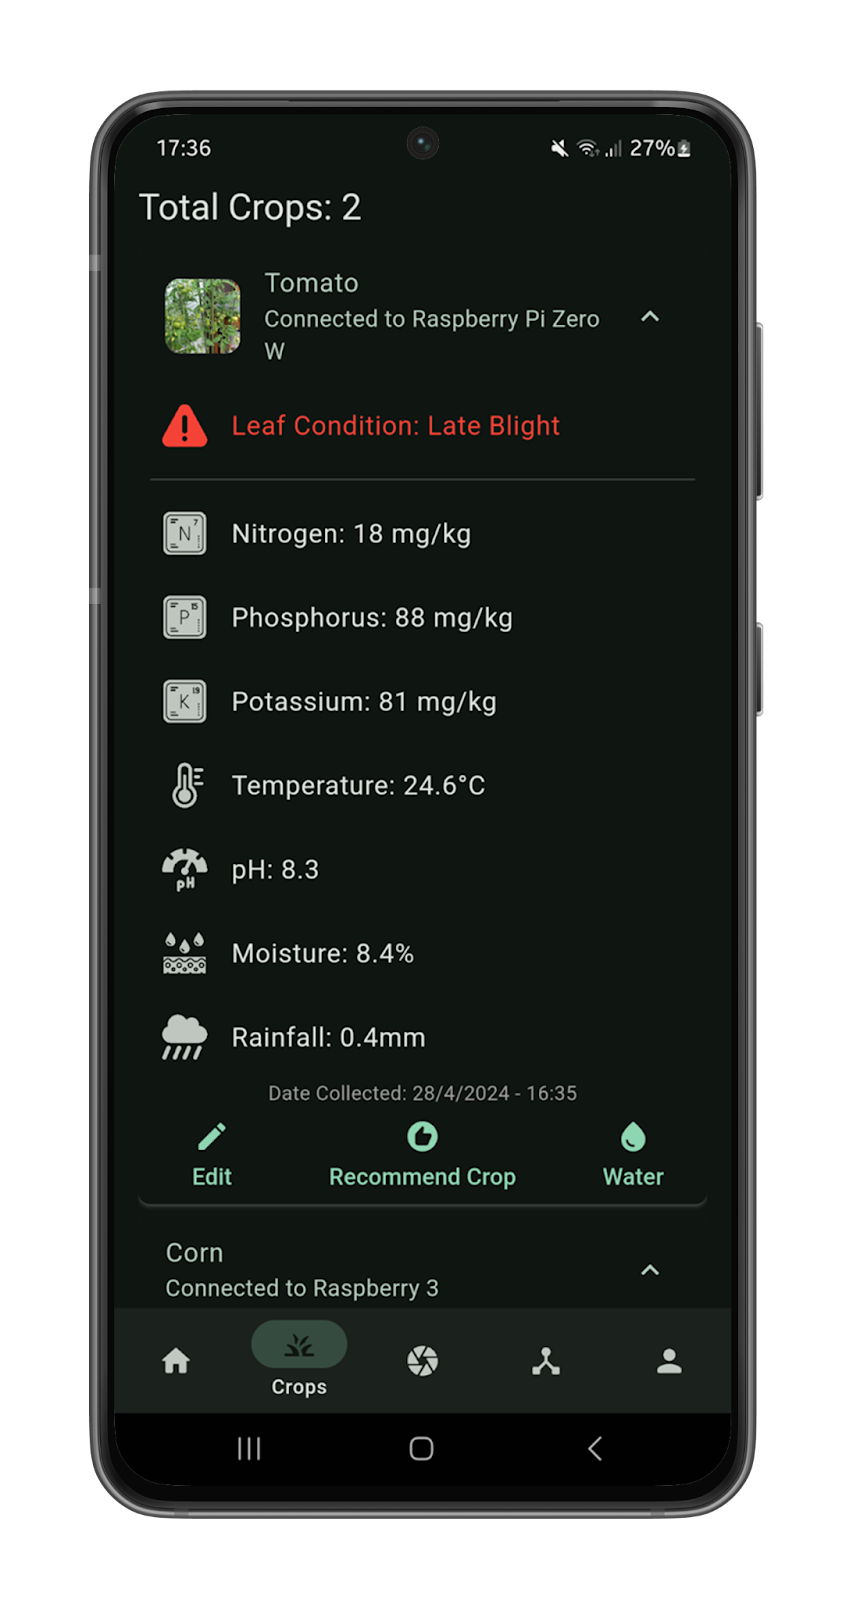 17:36
27%
Total Crops: 2
Tomato
Connected to Raspberry Pi Zero
W
Leaf Condition: Late Blight
N 7
Nitrogen: 18 mg/kg
P 15
Phosphorus: 88 mg/kg
K 19
Potassium: 81 mg/kg
Temperature: 24.6°C
pH
pH: 8.3
Moisture: 8.4%
Rainfall: 0.4mm
Date Collected: 28/4/2024 - 16:35
Edit
Recommend Crop
Water
Corn
Connected to Raspberry 3
Crops